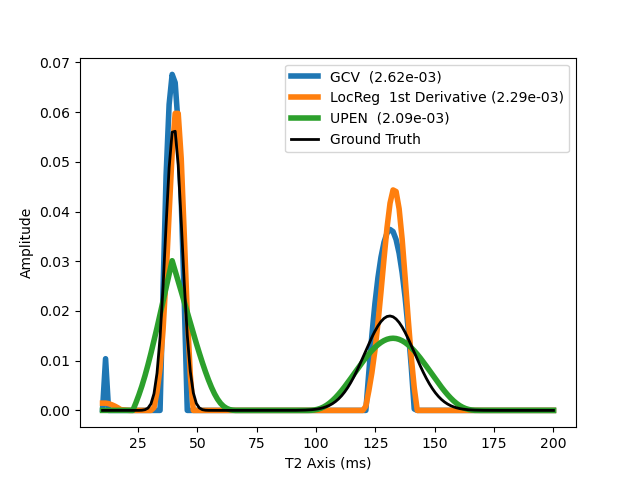 GCV  (2.62e-03)
LocReg  1st Derivative (2.29e-03)
UPEN  (2.09e-03)
Ground Truth
Amplitude
0.07
0.06
0.05
0.04
0.03
0.02
0.01
0.00
25 50 75 100 125 150 175 200
T2 Axis (ms)